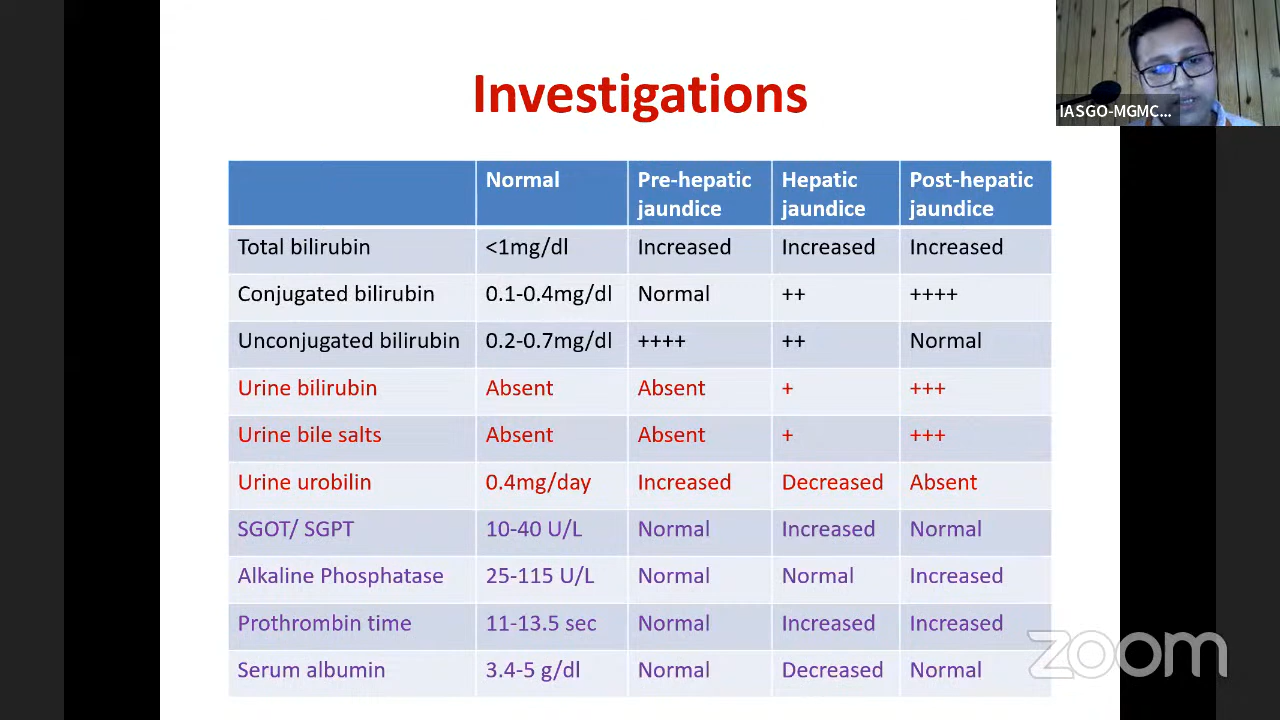 Investigations
IASGO-MGMC...
Normal Pre-hepatic jaundice Hepatic jaundice Post-hepatic jaundice
Total bilirubin <1mg/dl Increased Increased Increased
Conjugated bilirubin 0.1-0.4mg/dl Normal ++ ++++
Unconjugated bilirubin 0.2-0.7mg/dl ++++ ++ Normal
Urine bilirubin Absent Absent + +++
Urine bile salts Absent Absent + +++
Urine urobilin 0.4mg/day Increased Decreased Absent
SGOT/ SGPT 10-40 U/L Normal Increased Normal
Alkaline Phosphatase 25-115 U/L Normal Normal Increased
Prothrombin time 11-13.5 sec Normal Increased Increased
Serum albumin 3.4-5 g/dl Normal Decreased Normal
zoom